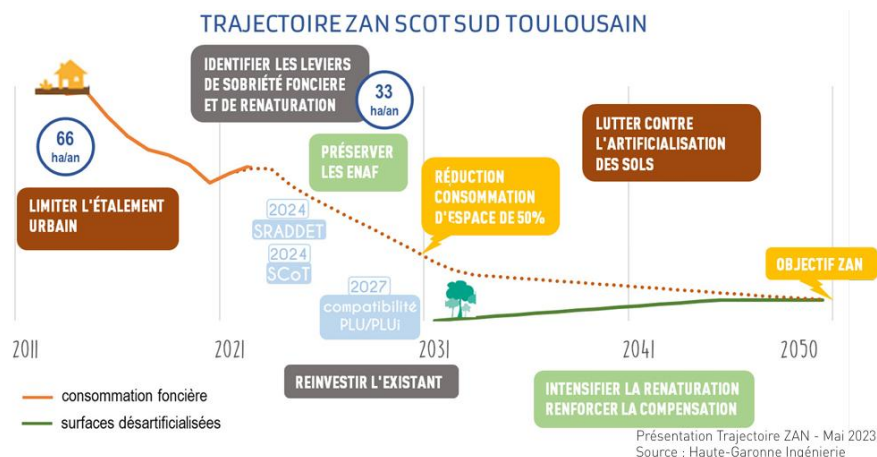 TRAJECTOIRE ZAN SCOT SUD TOULOUSAIN
IDENTIFIER LES LEVIERS
DE SOBRIÉTÉ FONCIERE
ET DE RENATURATION
33
ha/an
66
ha/an
LIMITER L'ÉTALEMENT
URBAIN
PRÉSERVER
LES ENAF
LUTTER CONTRE
L'ARTIFICIALISATION
DES SOLS
RÉDUCTION
CONSOMMATION
D'ESPACE DE 50%
2024
SRADDET
2024
SCoT
2027
compatibilité
PLU/PLUi
OBJECTIF ZAN
2011
2021
2031
2041
2050
REINVESTIR L'EXISTANT
INTENSIFIER LA RENATURATION
RENFORCER LA COMPENSATION
consommation foncière
surfaces désartificialisées
Présentation Trajectoire ZAN - Mai 2023
Source : Haute-Garonne Ingénierie